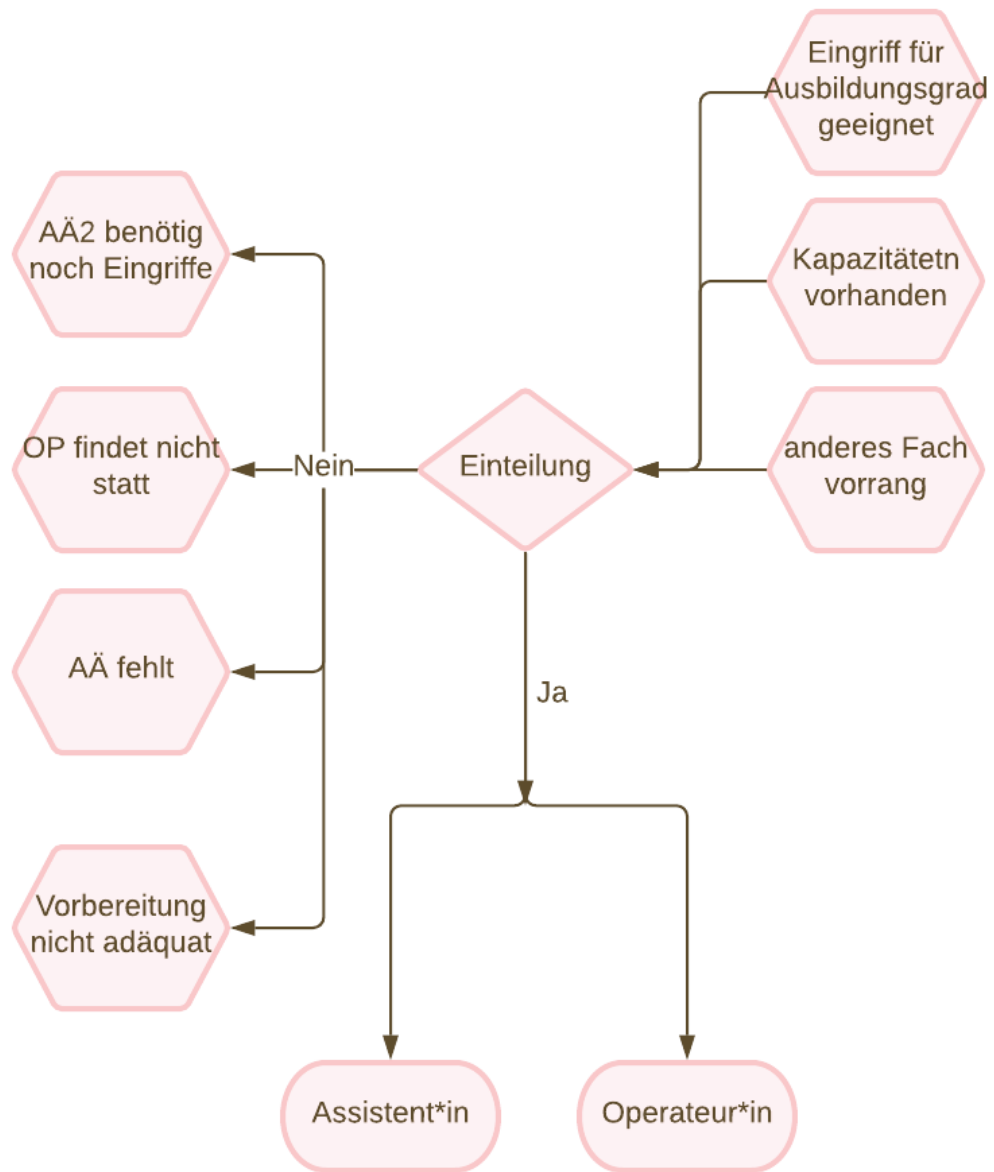 Eingriff für
Ausbildungsgrad
geeignet
AÄ2 benötig
noch Eingriffe
Kapazitätetn
vorhanden
OP findet nicht
statt
Nein
Einteilung
anderes Fach
vorrang
AÄ fehlt
Ja
Vorbereitung
nicht adäquat
Assistent*in
Operateur*in